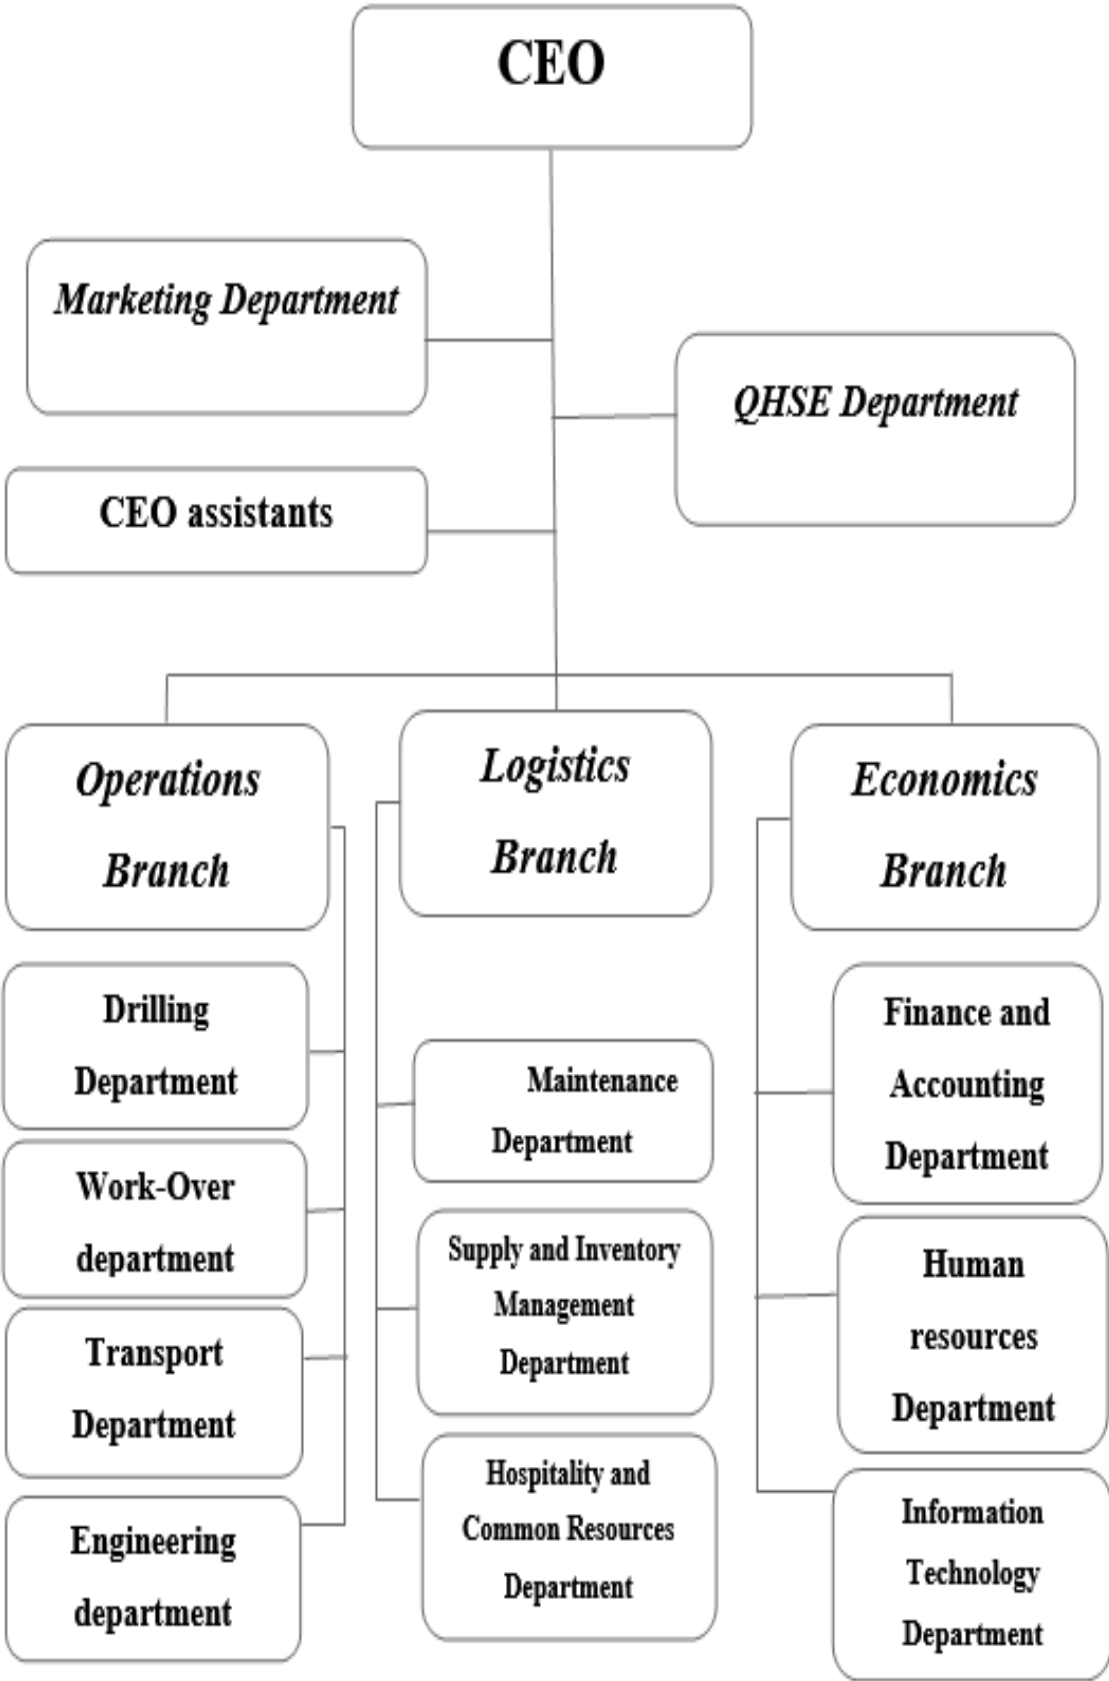 CEO
Marketing Department
QHSE Department
CEO assistants
Operations
Branch
Drilling
Department
Work-Over
department
Transport
Department
Engineering
department
Logistics
Branch
Maintenance
Department
Supply and Inventory
Management
Department
Hospitality and
Common Resources
Department
Economics
Branch
Finance and
Accounting
Department
Human
resources
Department
Information
Technology
Department